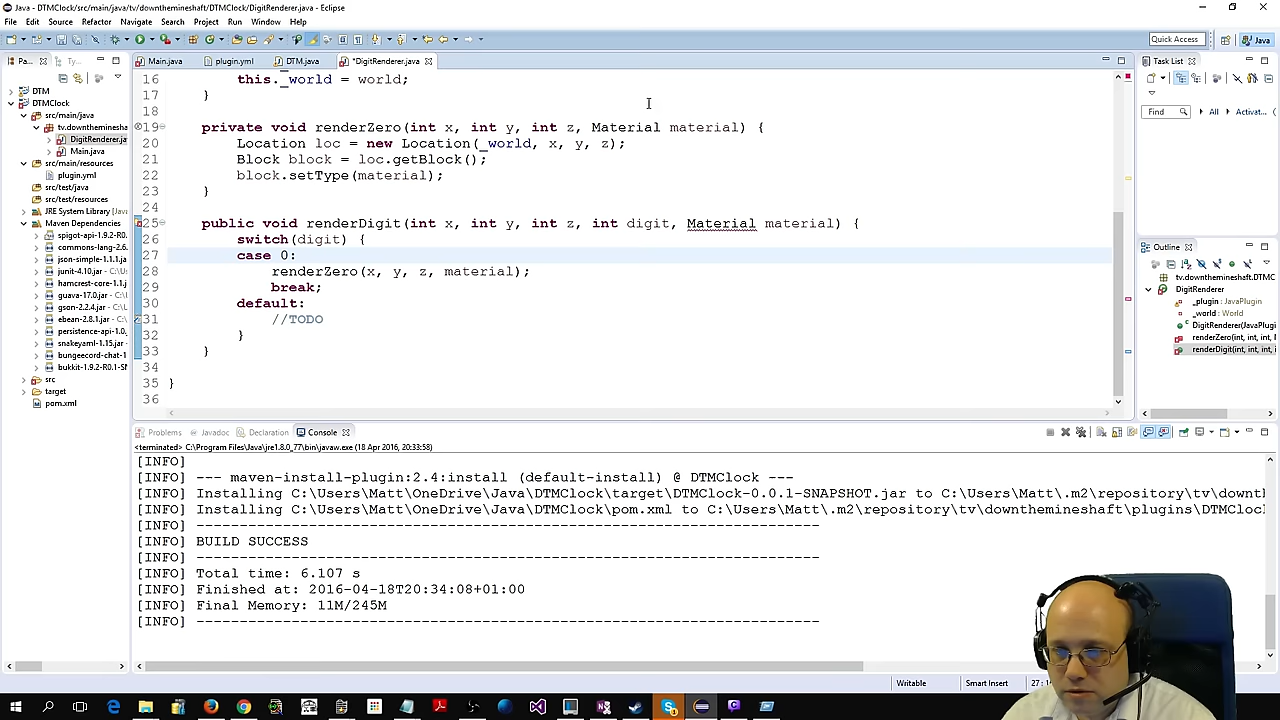 Java - DTMClock/src/main/java/tv/downthemineshaft/DTMClock/DigitRenderer.java - Eclipse
File Edit Source Refactor Navigate Search Project Run Window Help
Quick Access
Java
Pa...
Ty...
Main.java
plugin.yml
DTM.java
*DigitRenderer.java
Task List
DTM
DTMClock
src/main/java
tv.downtheminesha
DigitRenderer.ja
Main.java
src/main/resources
plugin.yml
src/test/java
src/test/resources
JRE System Library [Java
Maven Dependencies
spigot-api-1.9.2-R0.
commons-lang-2.6.
json-simple-1.1.1.jar
junit-4.10.jar
hamcrest-core-1.1.
guava-17.0.jar
gson-2.2.4.jar
ebean-2.8.1.jar
persistence-api-1.0.
snakeyaml-1.15.jar
bungeecord-chat-1
bukkit-1.9.2-R0.1-SN
src
target
pom.xml
16 this._world = world;
17 }
18
19 private void renderZero(int x, int y, int z, Material material) {
20 Location loc = new Location(_world, x, y, z);
21 Block block = loc.getBlock();
22 block.setType(material);
23 }
25 public void renderDigit(int x, int y, int z, int digit, Material material) {
26 switch(digit) {
27 case 0:
28 renderZero(x, y, z, material);
29 break;
30 default:
31 //TODO
32 }
33 }
34
35 }
36
Find
All
Activat...
Outline
tv.downthemineshaft.DTMClock
DigitRenderer
_plugin : JavaPlugin
_world : World
DigitRenderer(JavaPlugin
renderZero(int, int, int, 
renderDigit(int, int, int, i
Problems
Javadoc
Declaration
Console
<terminated> C:\Program Files\Java\jre1.8.0_77\bin\javaw.exe (18 Apr 2016, 20:33:58)
[INFO]
[INFO] --- maven-install-plugin:2.4:install (default-install) @ DTMClock ---
[INFO] Installing C:\Users\Matt\OneDrive\Java\DTMClock\target\DTMClock-0.0.1-SNAPSHOT.jar to C:\Users\Matt\.m2\repository\tv\downth
[INFO] Installing C:\Users\Matt\OneDrive\Java\DTMClock\pom.xml to C:\Users\Matt\.m2\repository\tv\downthemineshaft\plugins\DTMCloc
[INFO] ------------------------------------------------------------------------
[INFO] BUILD SUCCESS
[INFO] ------------------------------------------------------------------------
[INFO] Total time: 6.107 s
[INFO] Finished at: 2016-04-18T20:34:08+01:00
[INFO] Final Memory: 11M/245M
[INFO] ------------------------------------------------------------------------
Writable
Smart Insert